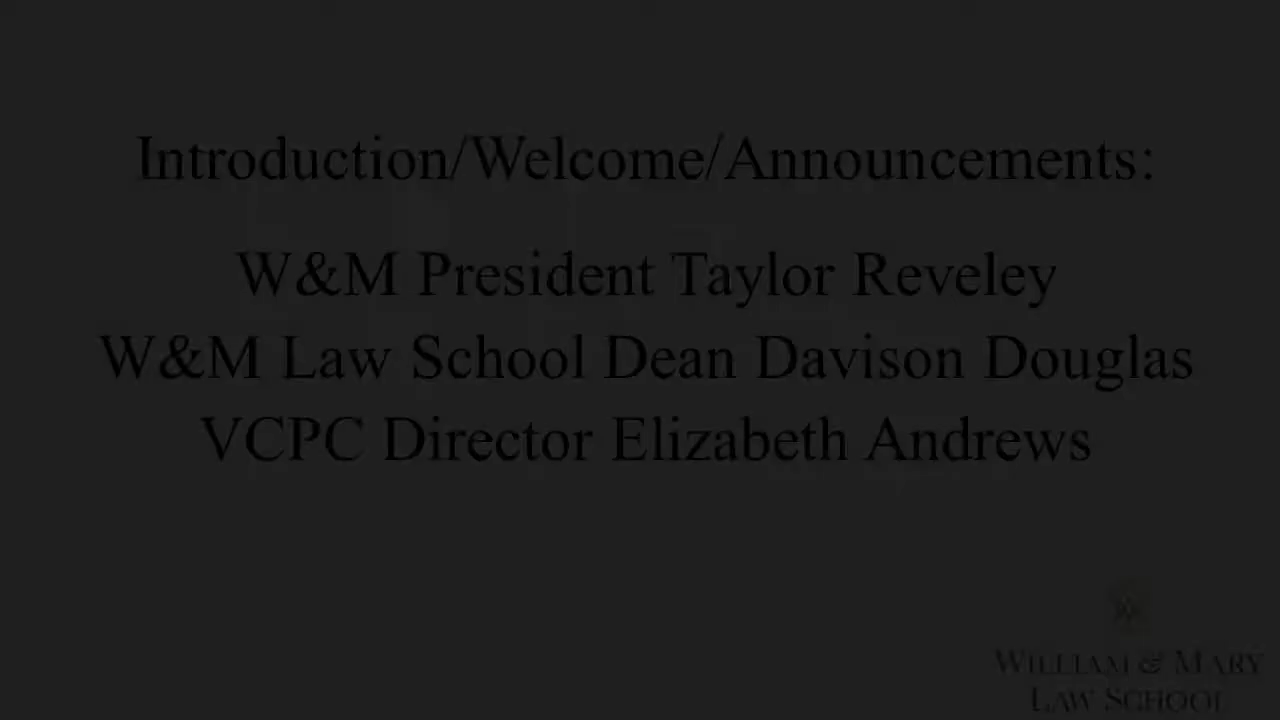 Introduction/Welcome/Announcements:
W&M President Taylor Reveley
W&M Law School Dean Davison Douglas
VCPC Director Elizabeth Andrews
WILLIAM & MARY
LAW SCHOOL